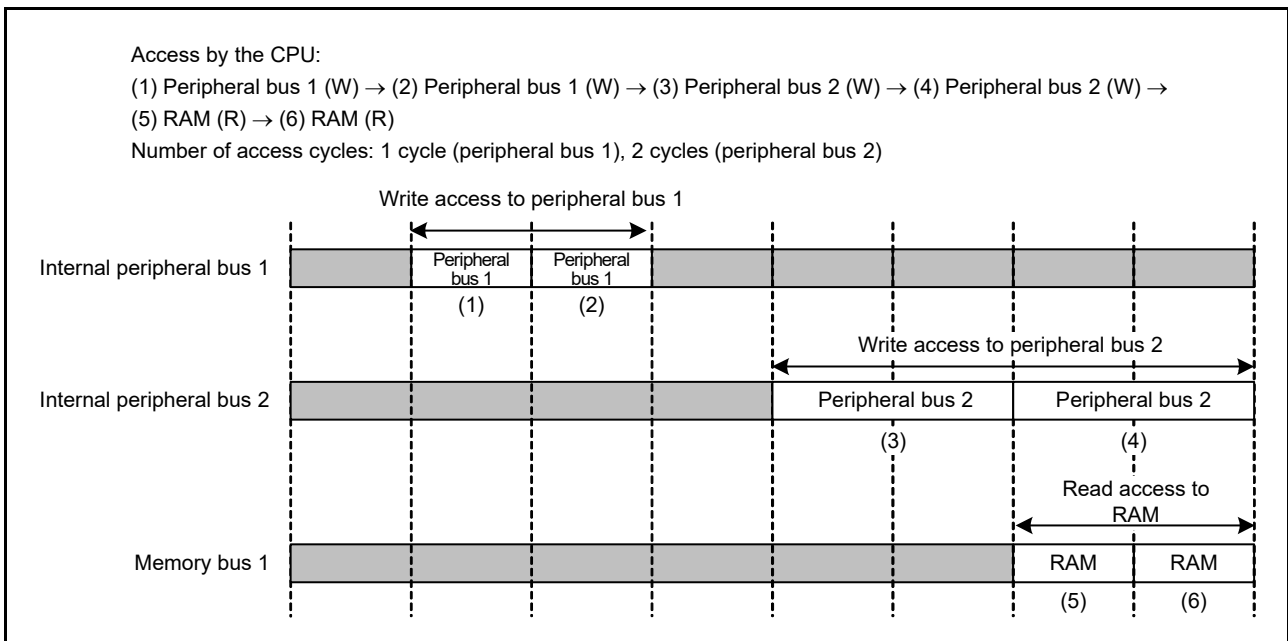 Access by the CPU:
(1) Peripheral bus 1 (W) → (2) Peripheral bus 1 (W) → (3) Peripheral bus 2 (W) → (4) Peripheral bus 2 (W) →
(5) RAM (R) → (6) RAM (R)
Number of access cycles: 1 cycle (peripheral bus 1), 2 cycles (peripheral bus 2)
Write access to peripheral bus 1
Internal peripheral bus 1
Peripheral
bus 1
Peripheral
bus 1
(1)
(2)
Write access to peripheral bus 2
Internal peripheral bus 2
Peripheral bus 2
Peripheral bus 2
(3)
(4)
Read access to
RAM
Memory bus 1
RAM
RAM
(5)
(6)